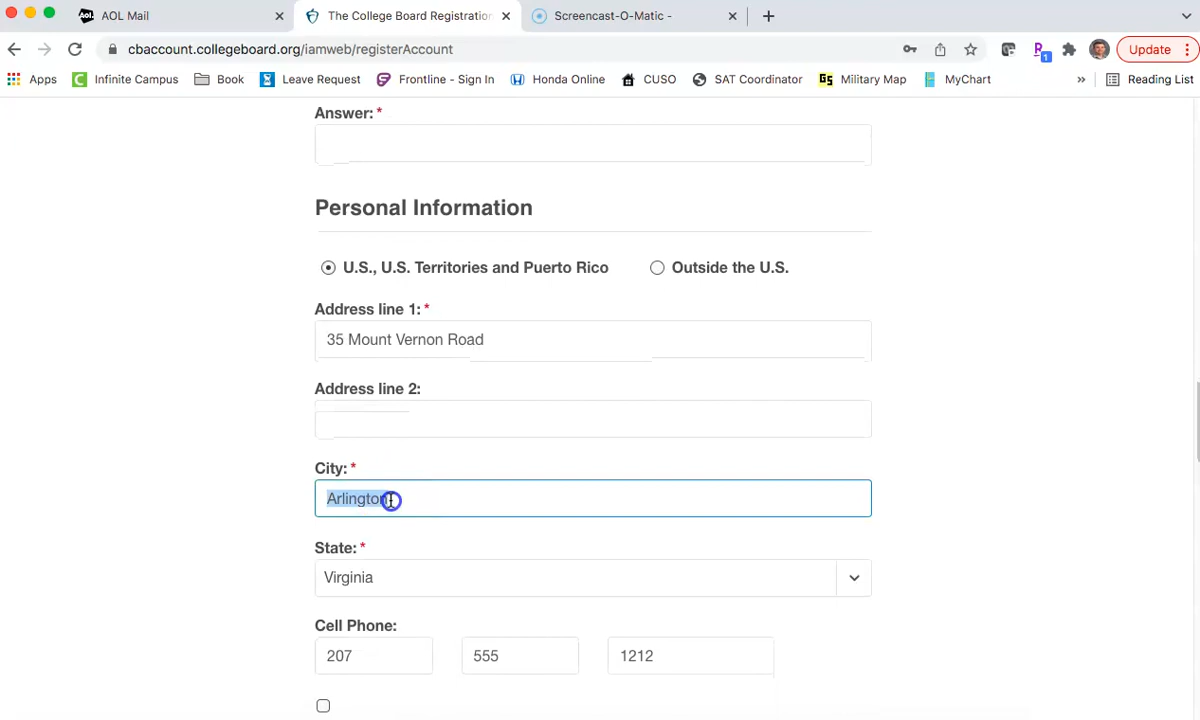 AOL Mail
The College Board Registration
Screencast-O-Matic -
cbaccount.collegeboard.org/iamweb/registerAccount
1
Update
Apps
Infinite Campus
Book
Leave Request
Frontline - Sign In
Honda Online
CUSO
SAT Coordinator
GS Military Map
MyChart
»
Reading List
Answer: *
Personal Information
U.S., U.S. Territories and Puerto Rico
Outside the U.S.
Address line 1: *
35 Mount Vernon Road
Address line 2:
City: *
Arlington
State: *
Virginia
Cell Phone:
207 555 1212